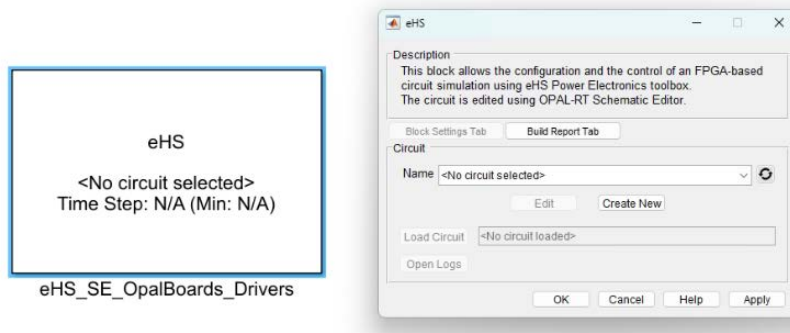 eHS
<No circuit selected>
Time Step: N/A (Min: N/A)
eHS_SE_OpalBoards_Drivers
eHS
Description
This block allows the configuration and the control of an FPGA-based
circuit simulation using eHS Power Electronics toolbox.
The circuit is edited using OPAL-RT Schematic Editor.
Block Settings Tab Build Report Tab
Circuit
Name <No circuit selected>
Edit Create New
Load Circuit <No circuit loaded>
Open Logs
OK Cancel Help Apply